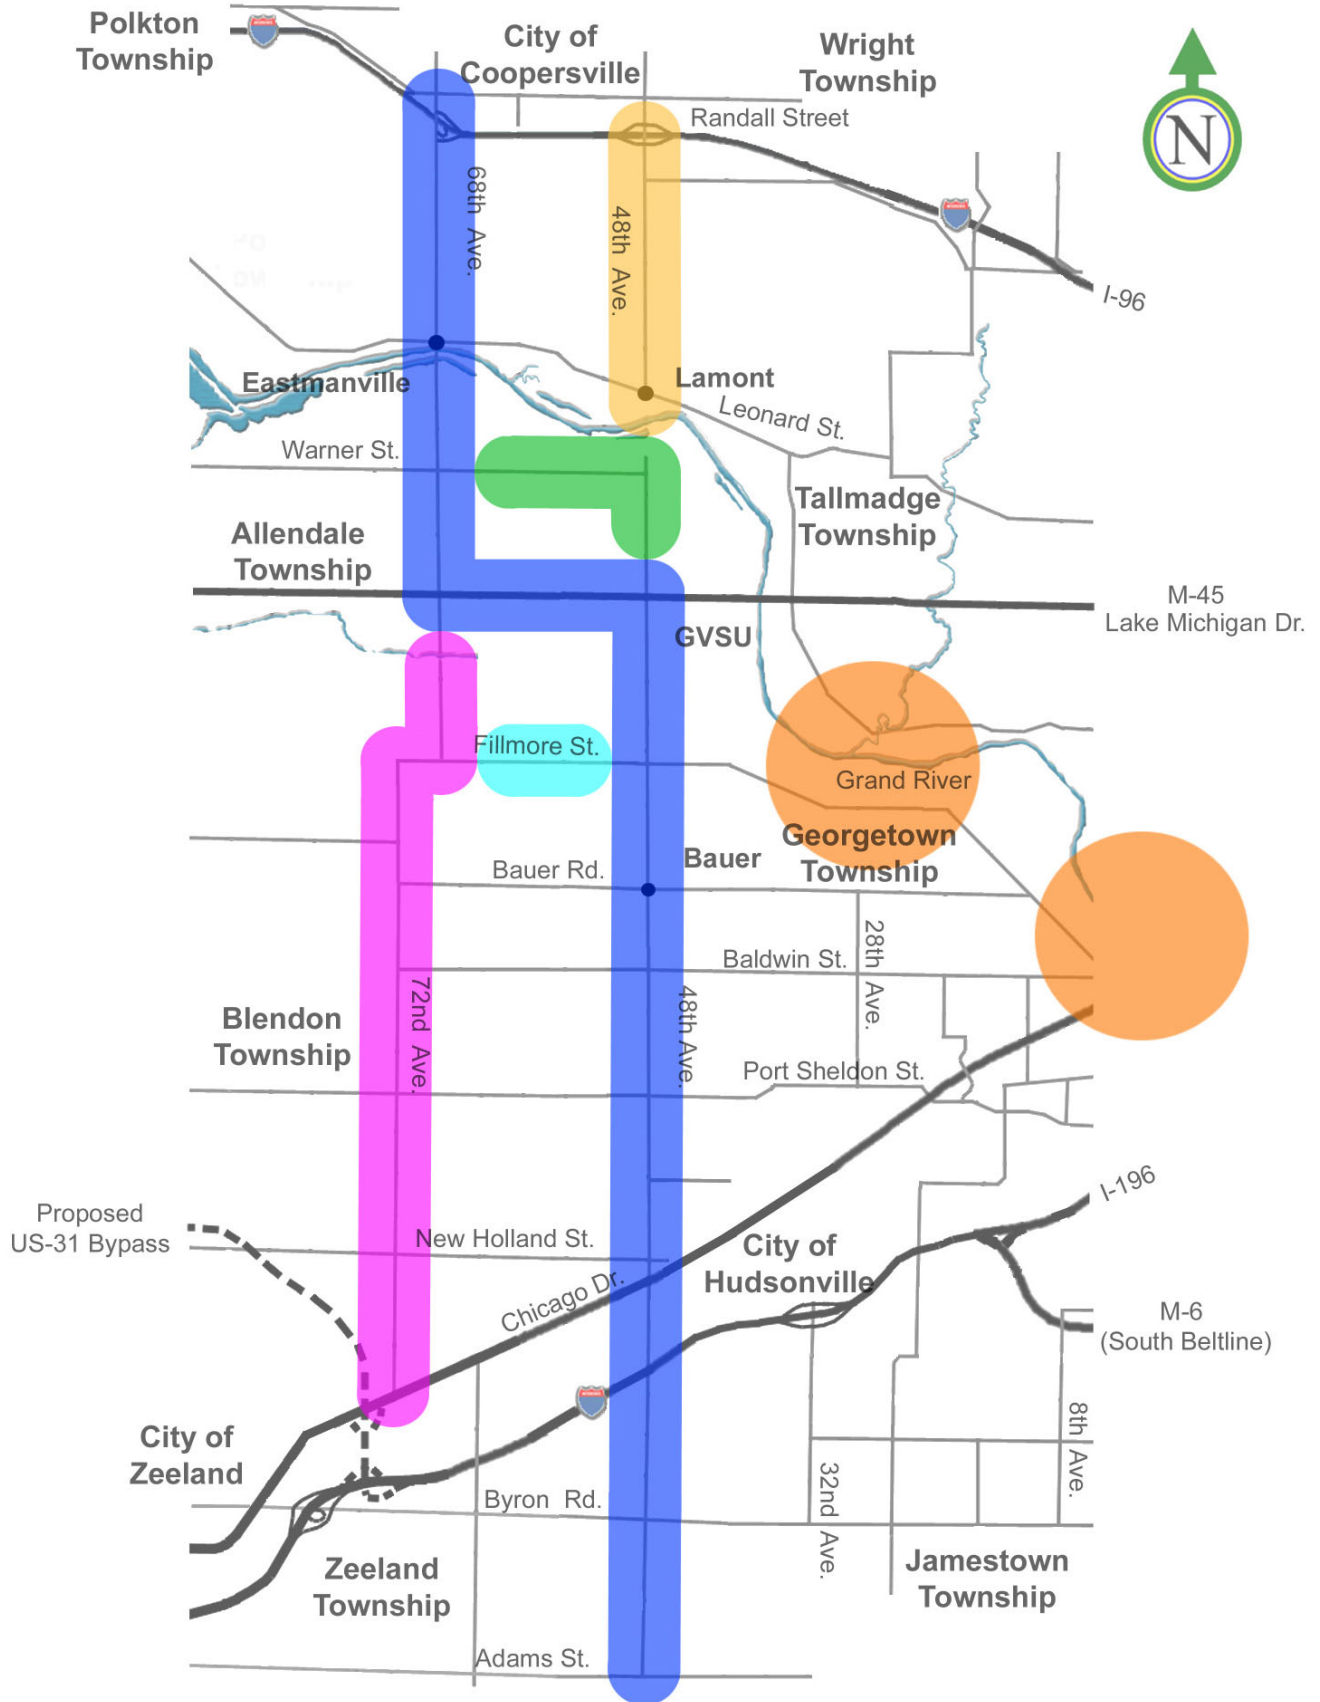 Polkton
Township
City of
Coopersville
Wright
Township
Randall Street
N
68th Ave.
48th Ave.
I-96
Eastmanville
Lamont
Leonard St.
Warner St.
Tallmadge
Township
Allendale
Township
M-45
Lake Michigan Dr.
GVSU
Fillmore St.
Grand River
Georgetown
Township
Bauer
Bauer Rd.
28th Ave.
Baldwin St.
72nd Ave.
48th Ave.
Blendon
Township
Port Sheldon St.
I-196
Proposed
US-31 Bypass
New Holland St.
City of
Hudsonville
Chicago Dr.
M-6
(South Beltline)
8th Ave.
City of
Zeeland
32nd Ave.
Byron Rd.
Zeeland
Township
Jamestown
Township
Adams St.